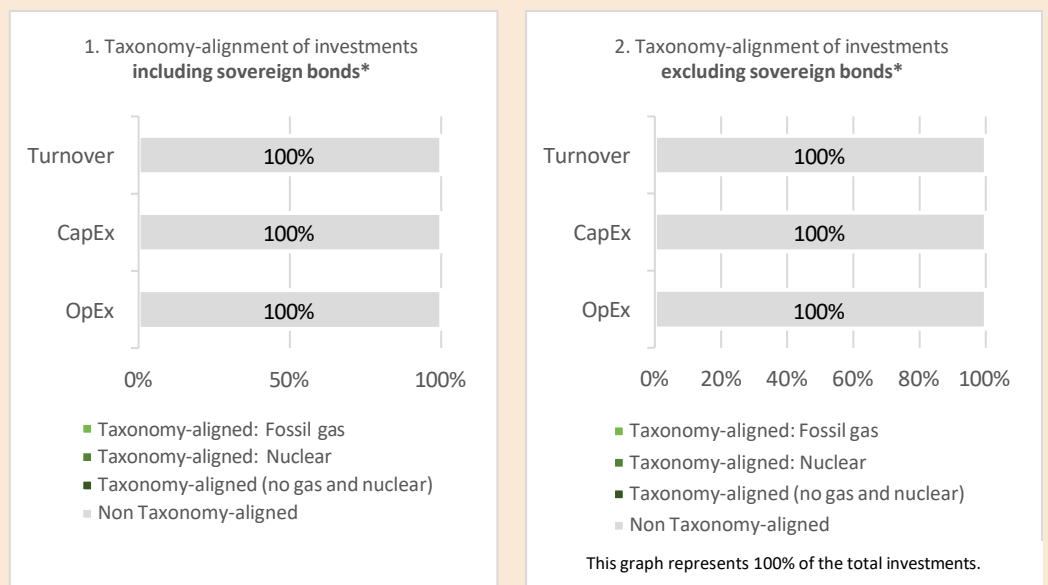 1. Taxonomy-alignment of investments
including sovereign bonds*
Turnover
100%
CapEx
100%
OpEx
100%
0%
50%
100%
Taxonomy-aligned: Fossil gas
Taxonomy-aligned: Nuclear
Taxonomy-aligned (no gas and nuclear)
Non Taxonomy-aligned
2. Taxonomy-alignment of investments
excluding sovereign bonds*
Turnover
100%
CapEx
100%
OpEx
100%
0%
20%
40%
60%
80%
100%
Taxonomy-aligned: Fossil gas
Taxonomy-aligned: Nuclear
Taxonomy-aligned (no gas and nuclear)
Non Taxonomy-aligned
This graph represents 100% of the total investments.